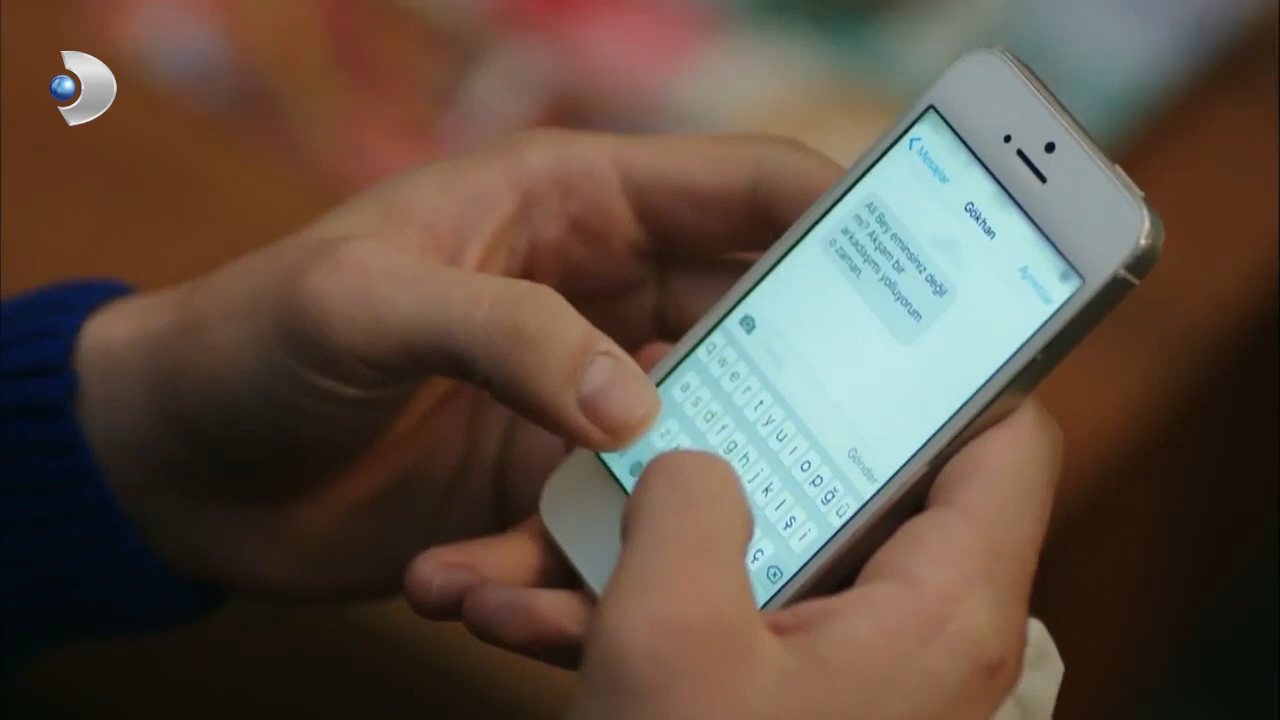 Mesajlar
Gökhan
Ayrıntılar
Ali Bey eminsiniz değil
mi? Akşam bir
arkadaşımı yolluyorum
o zaman.
Gönder
q w e r t y u ı o p ğ ü
a s d f g h j k l ş i
z
ç